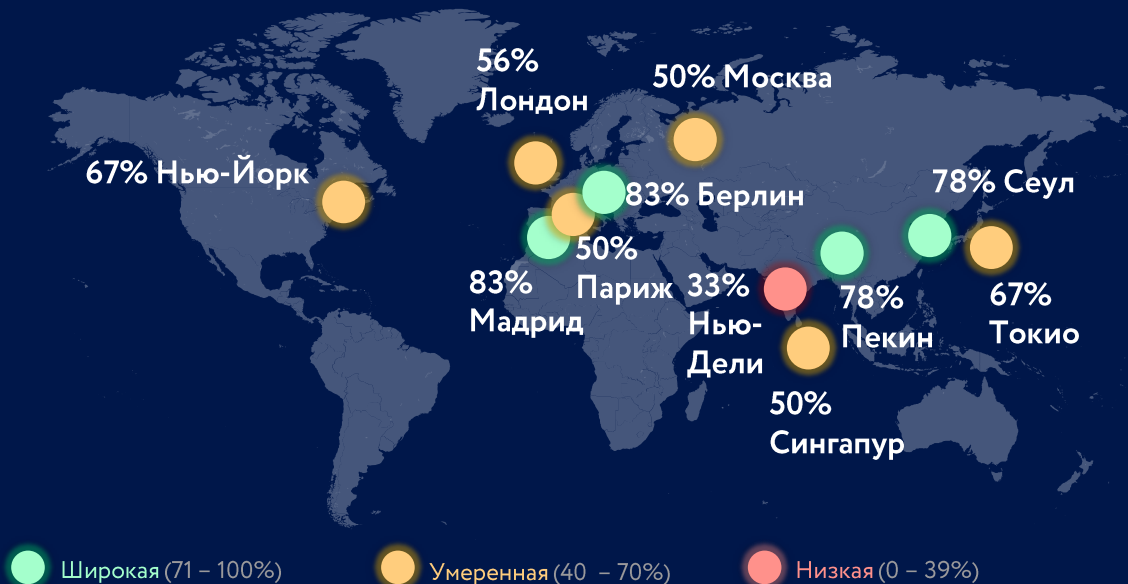 56%
Лондон
50% Москва
67% Нью-Йорк
78% Сеул
83% Берлин
50%
Париж
83%
Мадрид
33%
Нью-
Дели
78%
Пекин
67%
Токио
50%
Сингапур
Широкая (71 – 100%)
Умеренная (40 – 70%)
Низкая (0 – 39%)